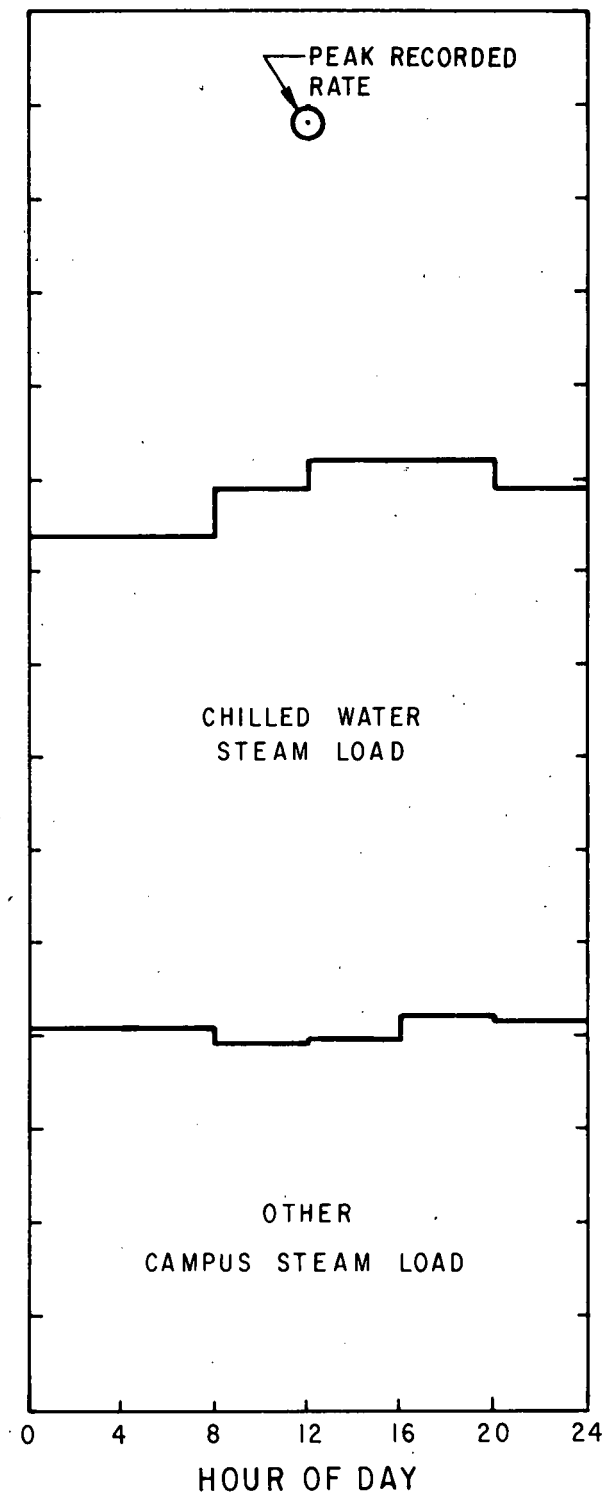 PEAK RECORDED
RATE
CHILLED WATER
STEAM LOAD
OTHER
CAMPUS STEAM LOAD
0 4 8 12 16 20 24
HOUR OF DAY